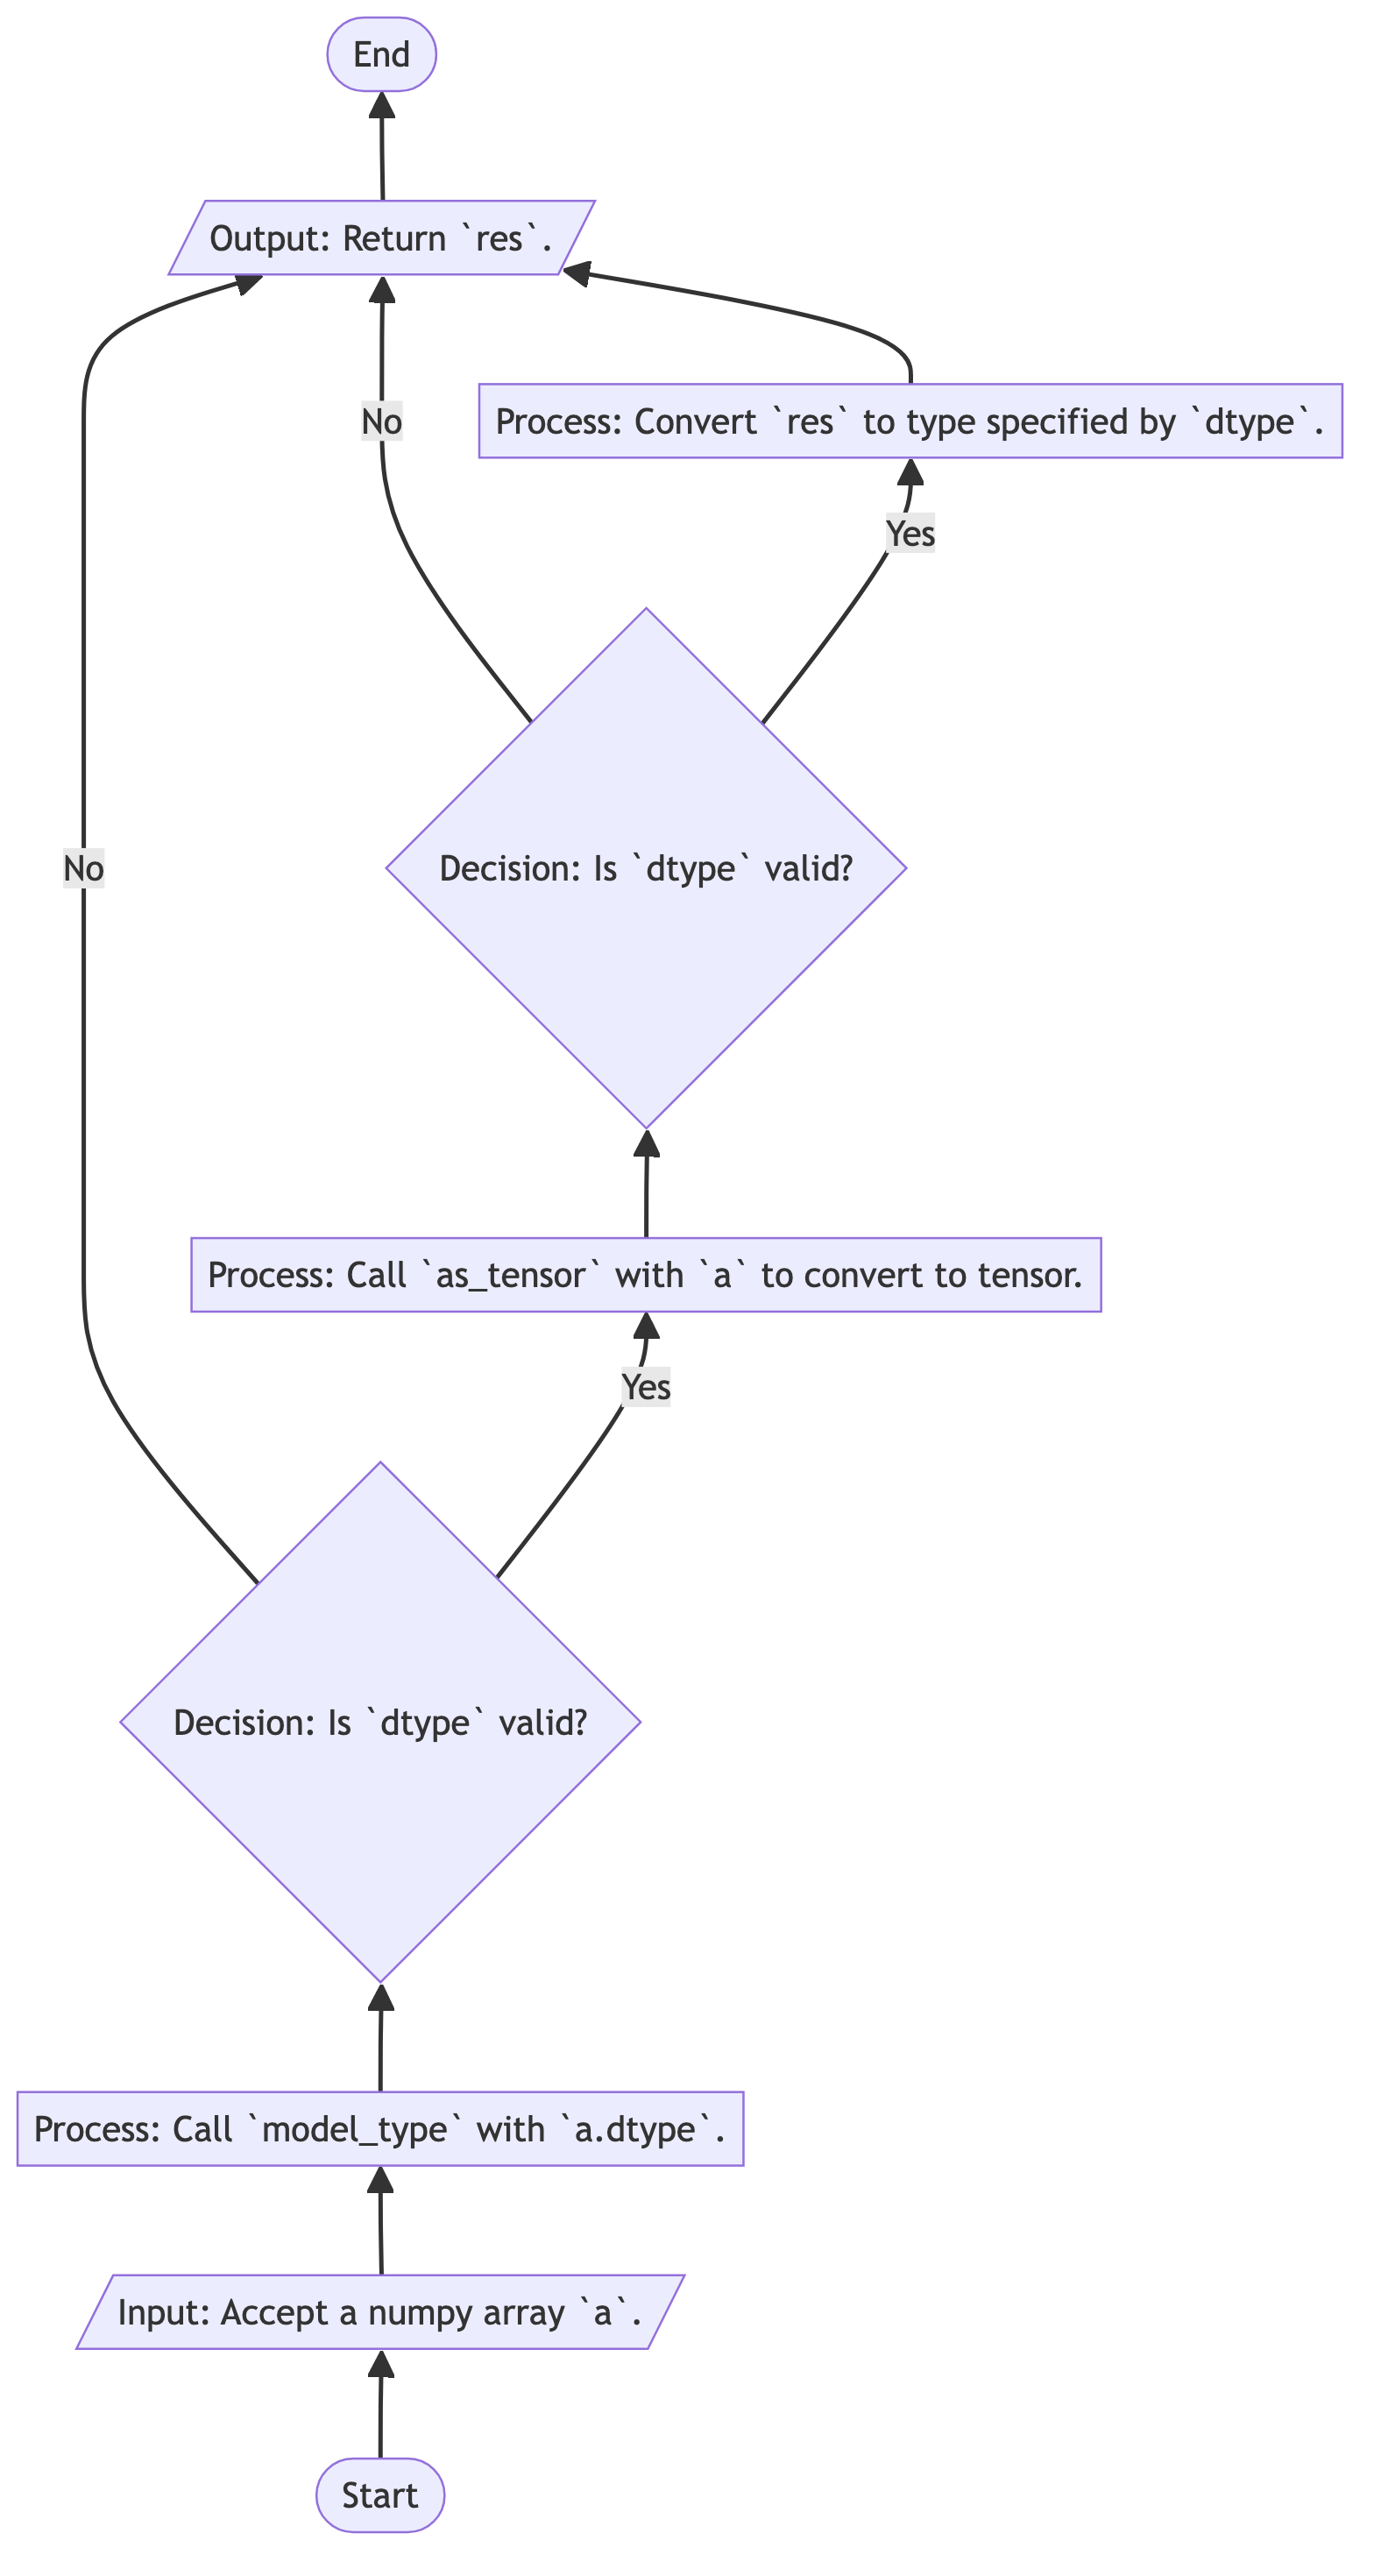 End
Output: Return `res`.
No
Process: Convert `res` to type specified by `dtype`.
Yes
No
Decision: Is `dtype` valid?
Process: Call `as_tensor` with `a` to convert to tensor.
Yes
Decision: Is `dtype` valid?
Process: Call `model_type` with `a.dtype`.
Input: Accept a numpy array `a`.
Start